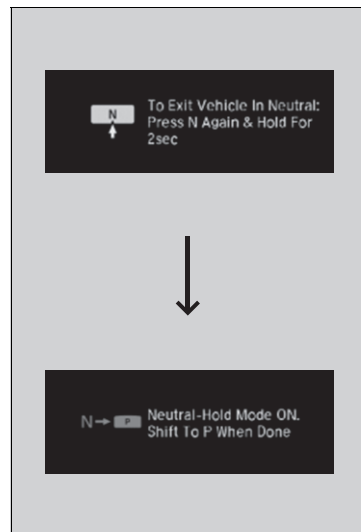 N
To Exit Vehicle In Neutral:
Press N Again & Hold For
2sec
N→ P
Neutral-Hold Mode ON.
Shift To P When Done